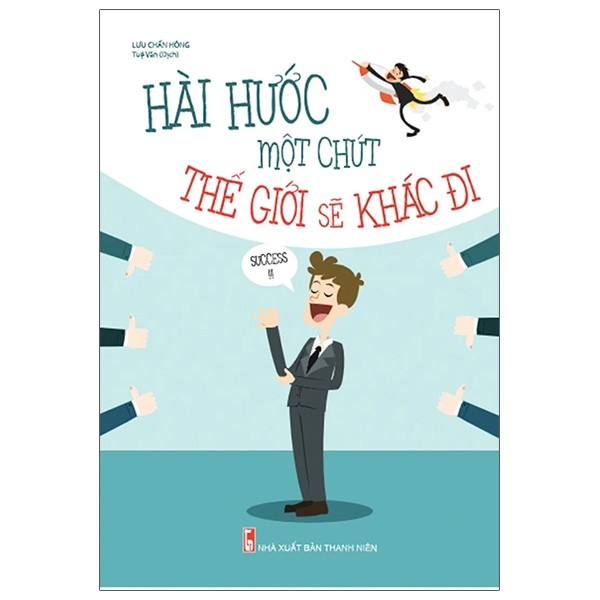 LƯU CHẤN HỒNG
Tuệ Văn (Dịch)
HÀI HƯỚC
MỘT CHÚT
THẾ GIỚI SẼ KHÁC ĐI
SUCCESS
!!
NHÀ XUẤT BẢN THANH NIÊN